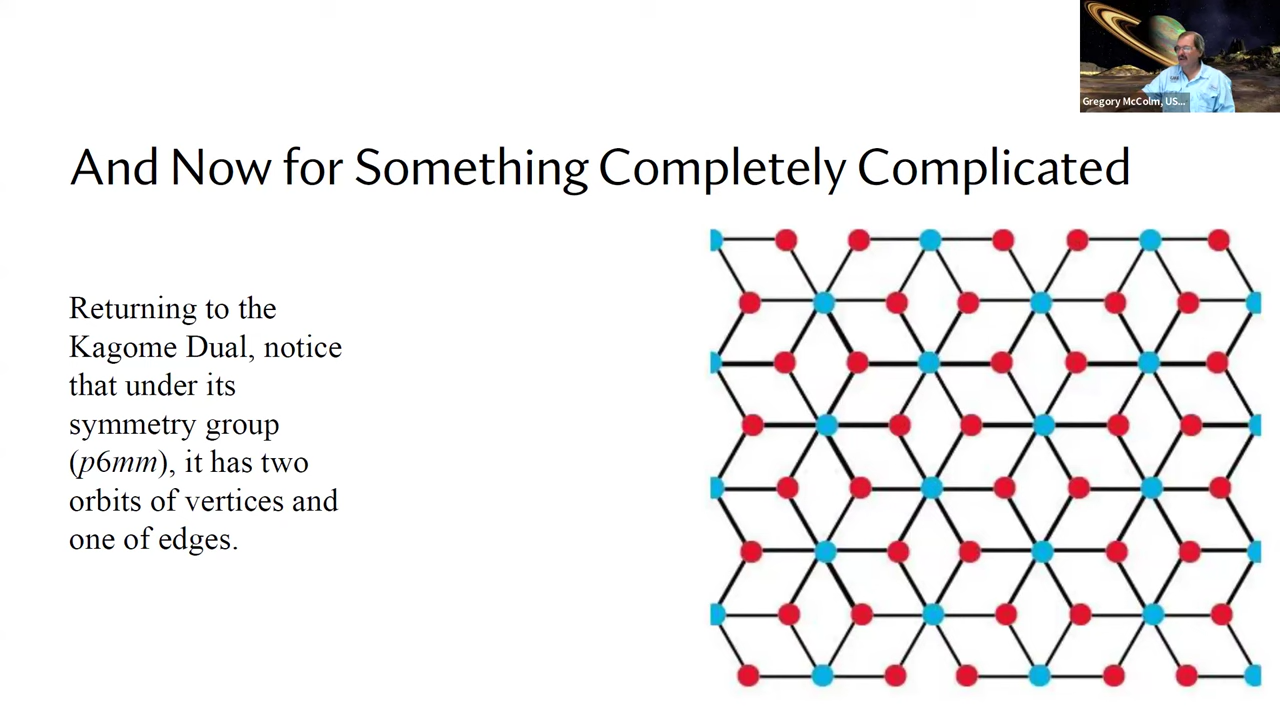 Gregory McColm, US...
And Now for Something Completely Complicated
Returning to the
Kagome Dual, notice
that under its
symmetry group
(p6mm), it has two
orbits of vertices and
one of edges.